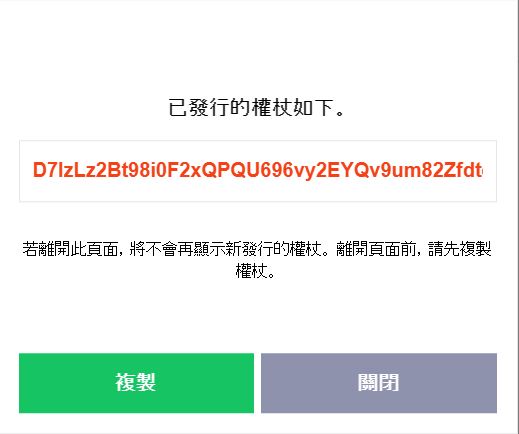 已發行的權杖如下。
D7lzLz2Bt98i0F2xQPQU696vy2EYQv9um82Zfdt
若離開此頁面，將不會再顯示新發行的權杖。離開頁面前，請先複製
權杖。
複製
關閉